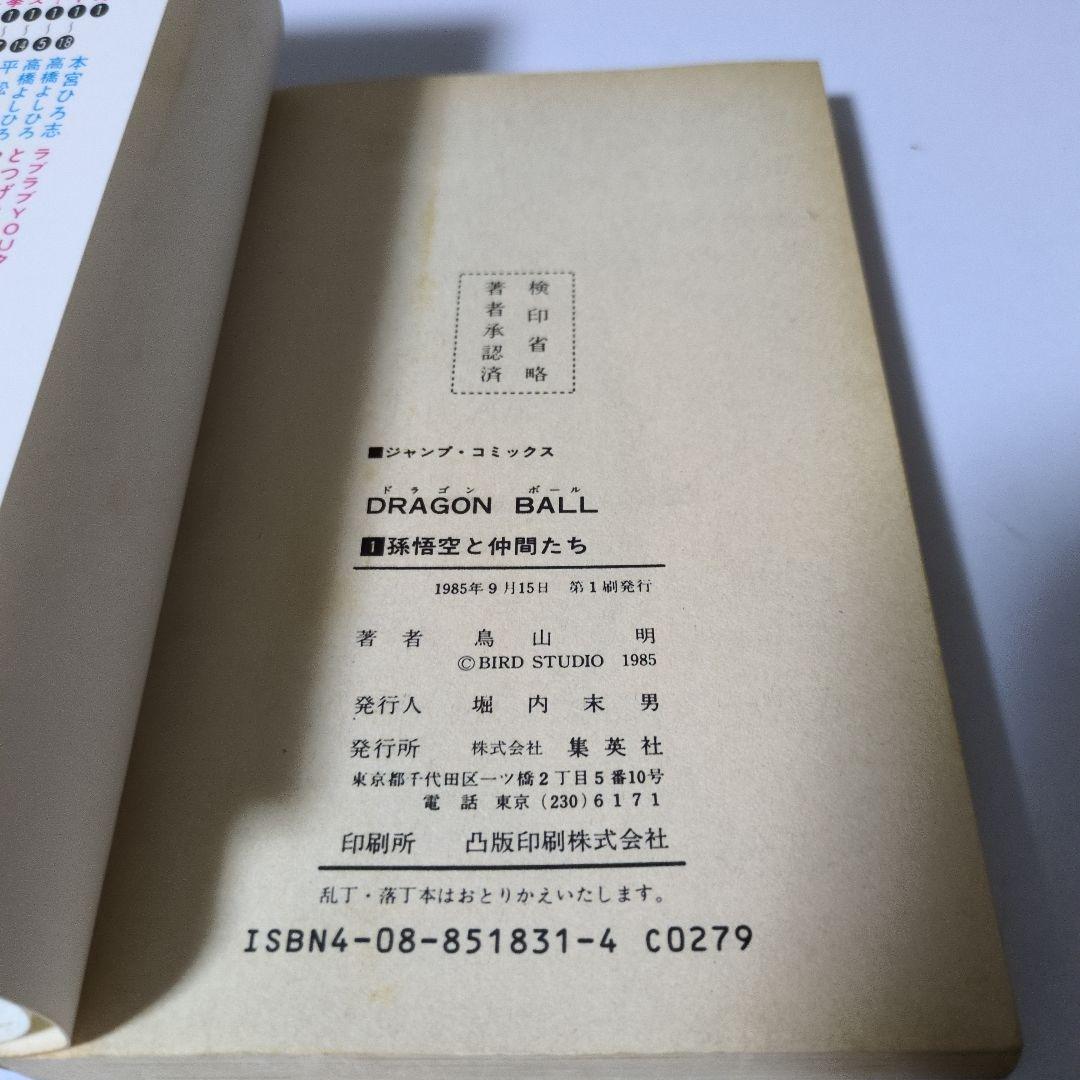 本宮ひろ志
高橋よしひろ
高橋よしひろ
ラブラブYOU
検印省略
著者承認済
■ジャンプ・コミックス
ドラゴン ボール
DRAGON BALL
1孫悟空と仲間たち
1985年9月15日 第1刷発行
著者 鳥山 明
©BIRD STUDIO 1985
発行人 堀内末男
発行所 株式会社 集英社
東京都千代田区一ツ橋2丁目5番10号
電話 東京(230)6171
印刷所 凸版印刷株式会社
乱丁・落丁本はおとりかえいたします。
ISBN4-08-851831-4 C0279